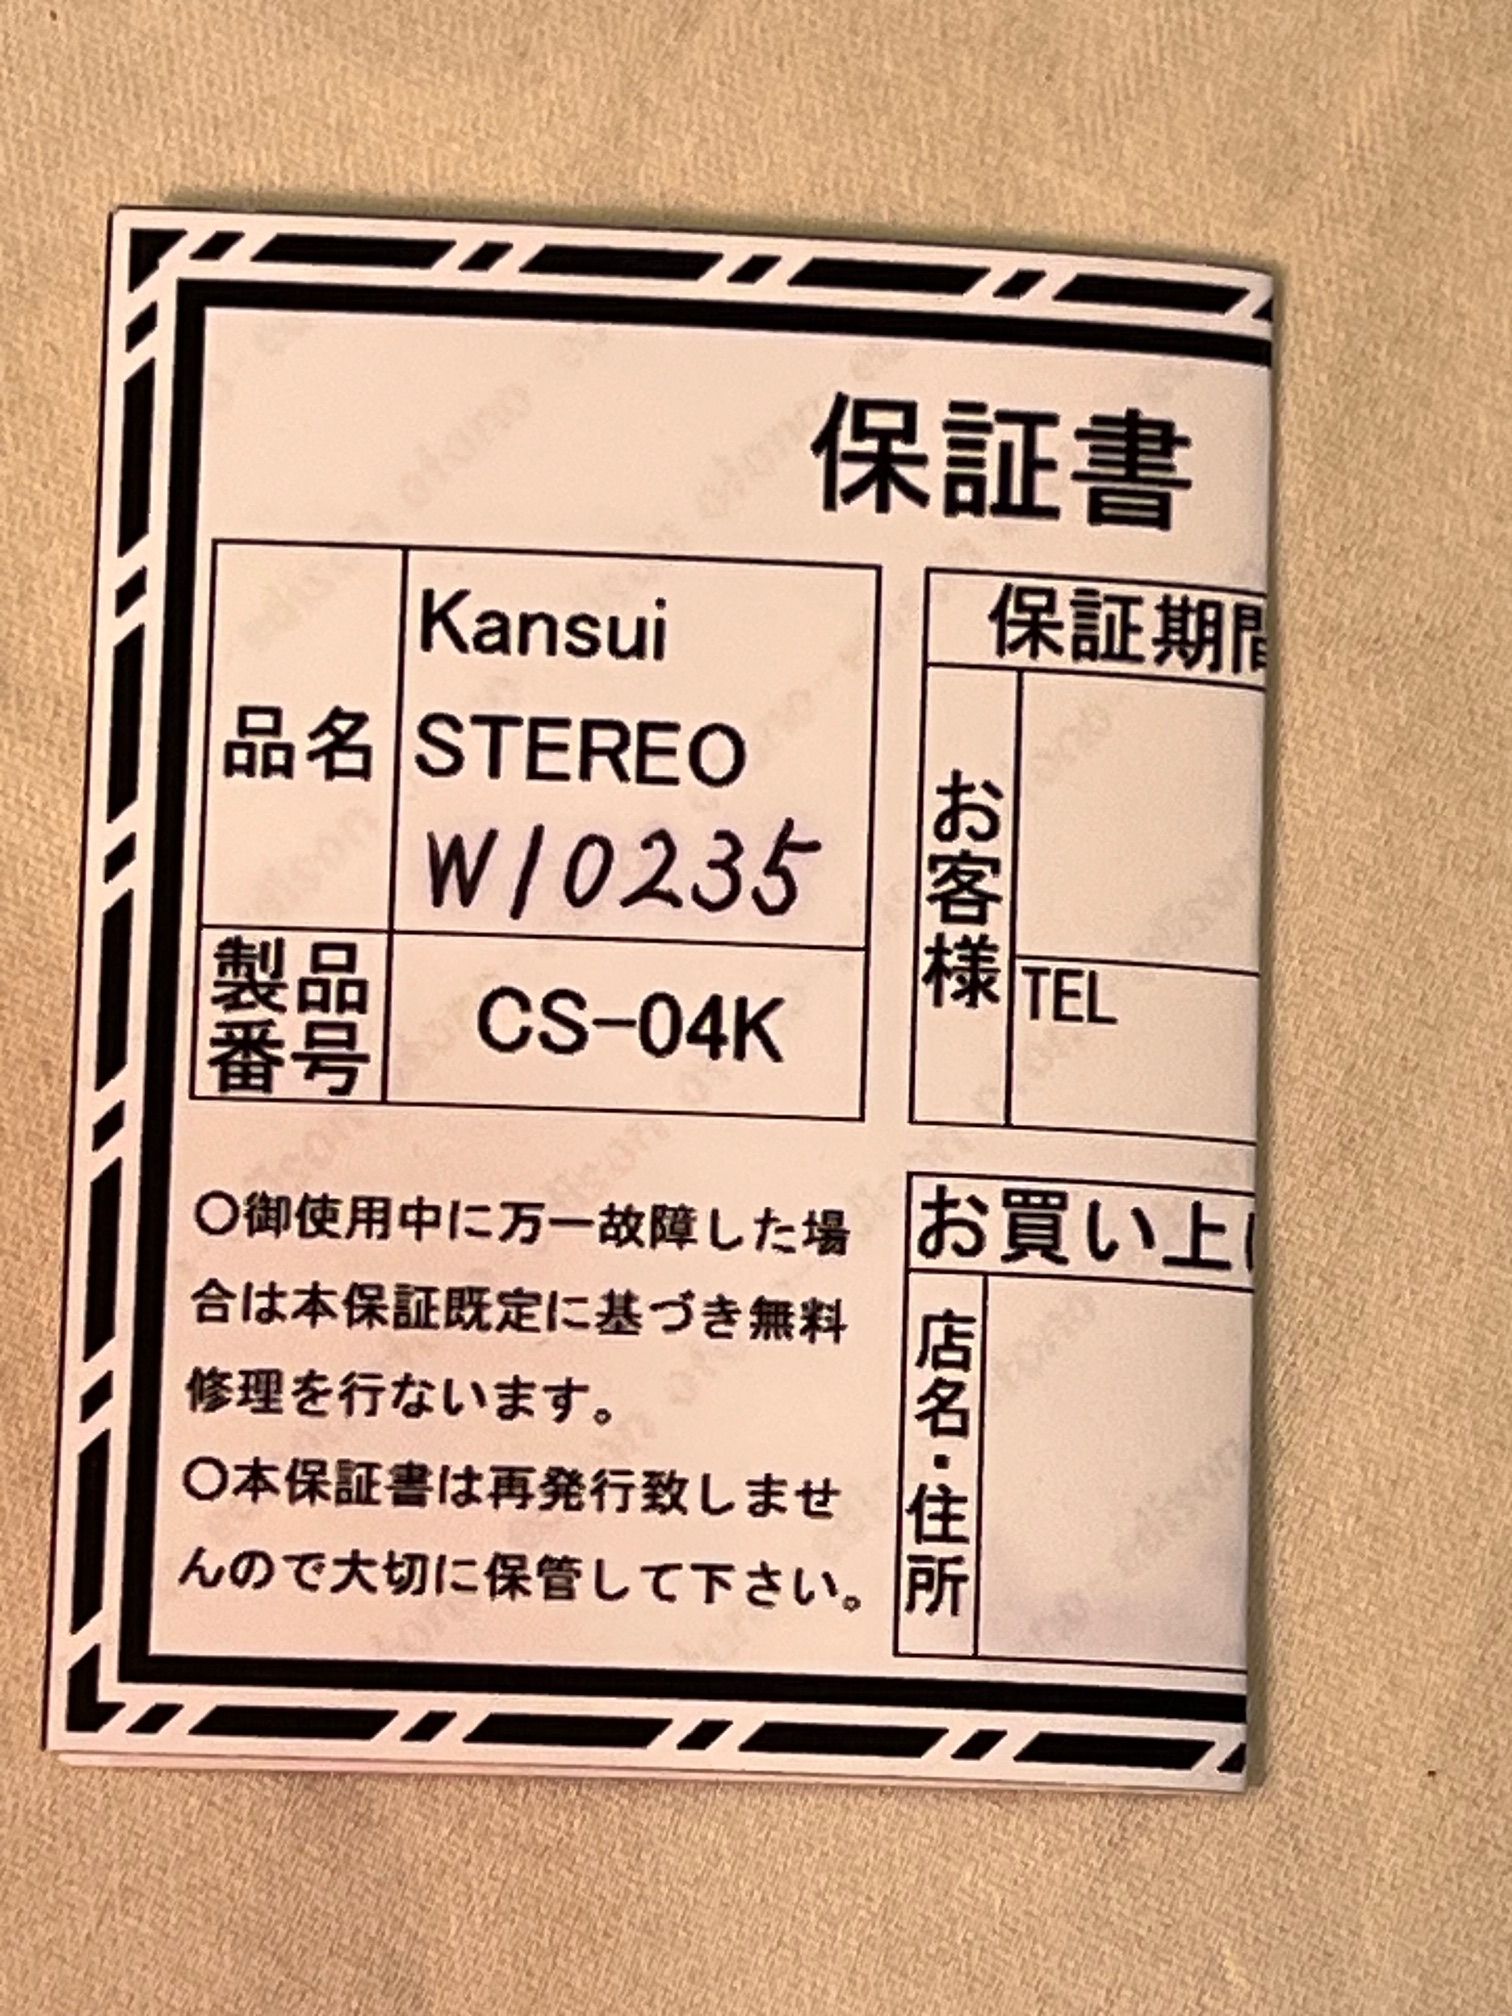 保証書
品名
Kansui
STEREO
W10235
製品
番号
CS-04K
保証期間
お客様
TEL
お買い上げ
店名・住所
〇御使用中に万一故障した場
合は本保証既定に基づき無料
修理を行ないます。
〇本保証書は再発行致しませ
んので大切に保管して下さい。